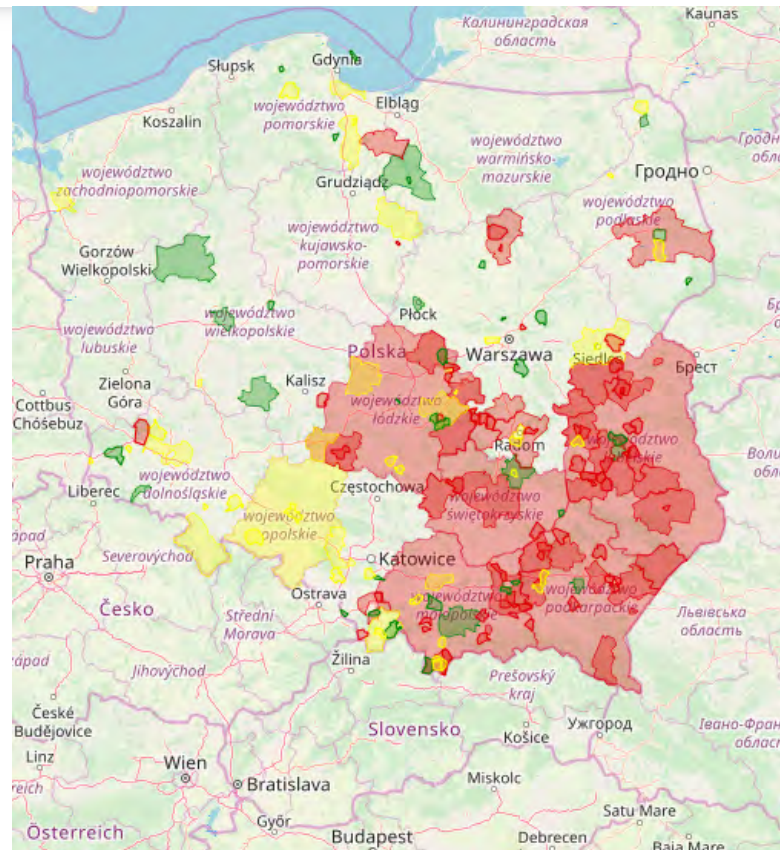 Kaunas
Калининградская
область
Gdynia
Słupsk
Elbląg
województwo
pomorskie
Koszalin
województwo
warmińsko-
mazurskie
województwo
zachodniopomorskie
Grudziądz
Гродно
województwo
podlaskie
województwo
kujawsko-
pomorskie
Gorzów
Wielkopolski
Płock
województwo
wielkopolskie
województwo
lubuskie
Polska
Warszawa
Siedlce
Брест
Zielona
Góra
Kalisz
województwo
łódzkie
Cottbus
Chóśebuz
Radom
województwo
lubelskie
województwo
dolnośląskie
Częstochowa
Liberec
województwo
świętokrzyskie
województwo
opolskie
Severovýchod
Katowice
Praha
Ostrava
województwo
małopolskie
województwo
podkarpackie
Česko
Střední
Morava
Львівська
область
Jihovýchod
Žilina
Prešovský
kraj
České
Budějovice
Slovensko
Ужгород
Košice
Linz
Wien
Miskolc
Bratislava
Győr
Satu Mare
Österreich
Budapest
Debrecen
Baia Mare